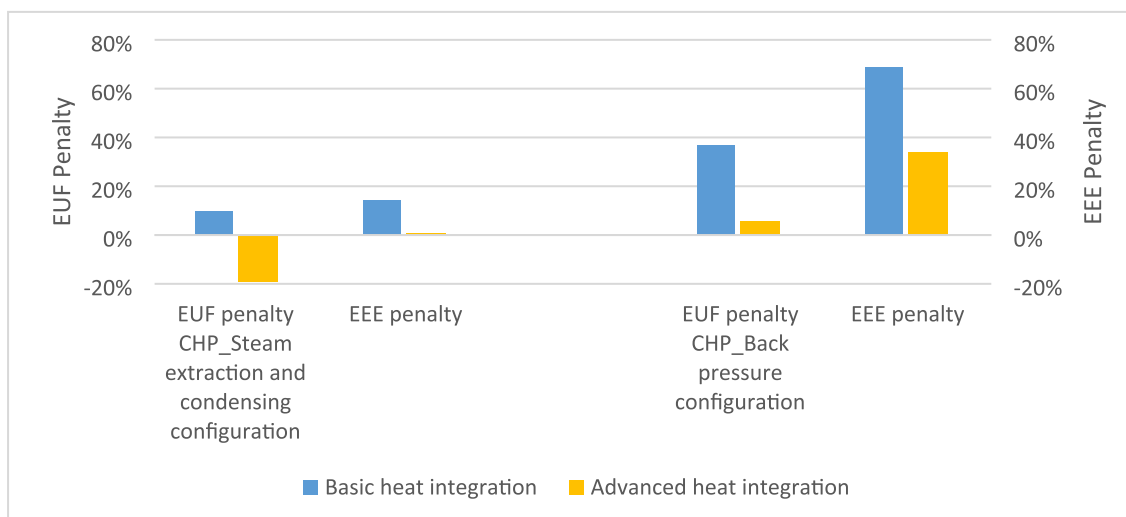 80%
60%
40%
20%
0%
-20%
EUF Penalty
80%
60%
40%
20%
0%
-20%
EEE Penalty
EUF penalty
CHP_Steam
extraction and
condensing
configuration
EEE penalty
EUF penalty
CHP_Back
pressure
configuration
EEE penalty
Basic heat integration
Advanced heat integration